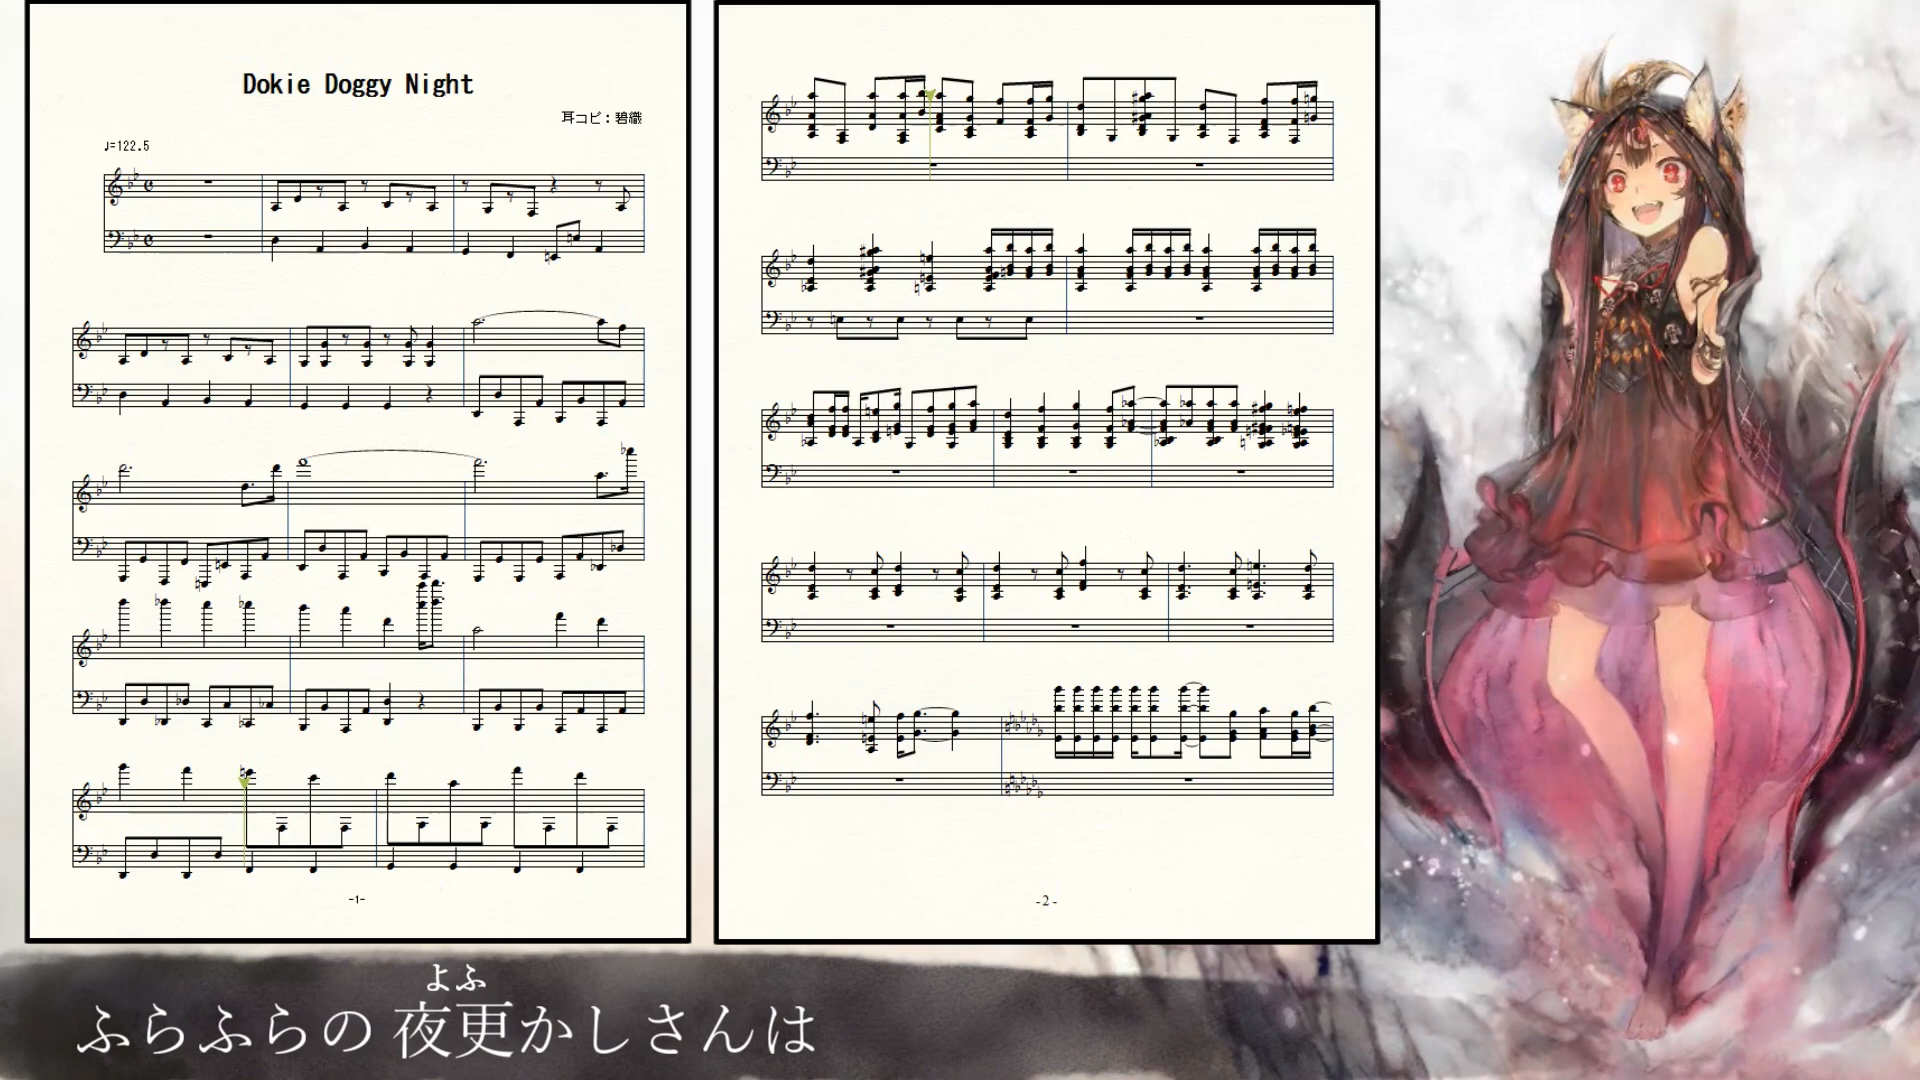 Dokie Doggy Night
耳コピ：碧織
♩=122.5
-1-
-2-
よふ
ふらふらの 夜更かしさんは